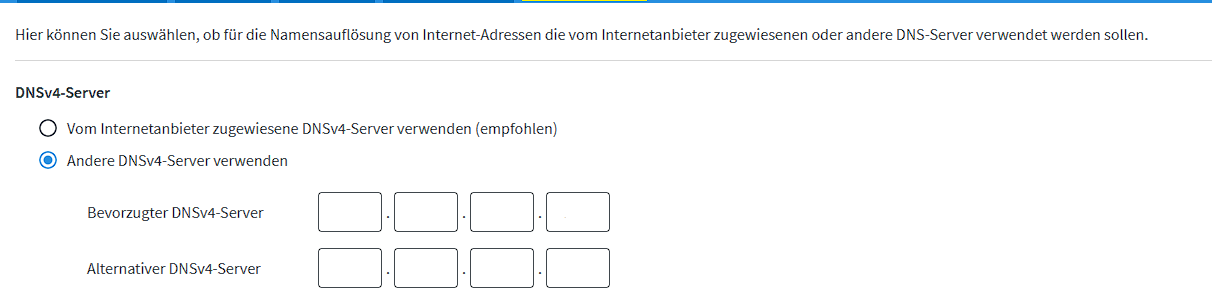 Hier können Sie auswählen, ob für die Namensauflösung von Internet-Adressen die vom Internetanbieter zugewiesenen oder andere DNS-Server verwendet werden sollen.
DNSv4-Server
Vom Internetanbieter zugewiesene DNSv4-Server verwenden (empfohlen)
Andere DNSv4-Server verwenden
Bevorzugter DNSv4-Server . . .
Alternativer DNSv4-Server . . .